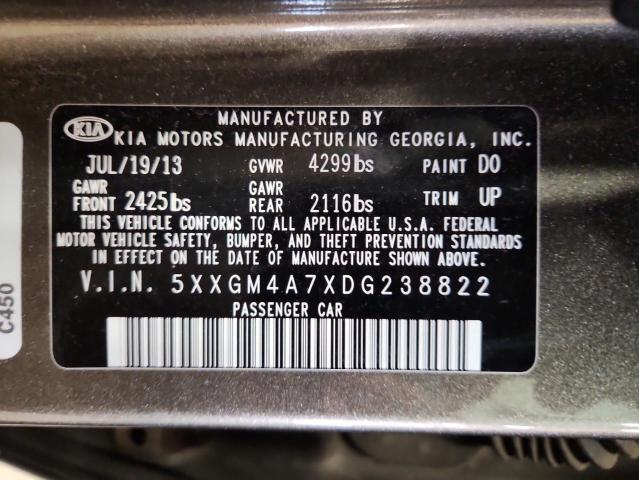 MANUFACTURED BY
KIA KIA MOTORS MANUFACTURING GEORGIA, INC.
JUL/19/13 GVWR 4299lbs PAINT DO
GAWR FRONT 2425lbs GAWR REAR 2116lbs TRIM UP
THIS VEHICLE CONFORMS TO ALL APPLICABLE U.S.A. FEDERAL
MOTOR VEHICLE SAFETY, BUMPER, AND THEFT PREVENTION STANDARDS
IN EFFECT ON THE DATE OF MANUFACTURE SHOWN ABOVE.
V.I.N. 5XXGM4A7XDG238822
PASSENGER CAR
C450